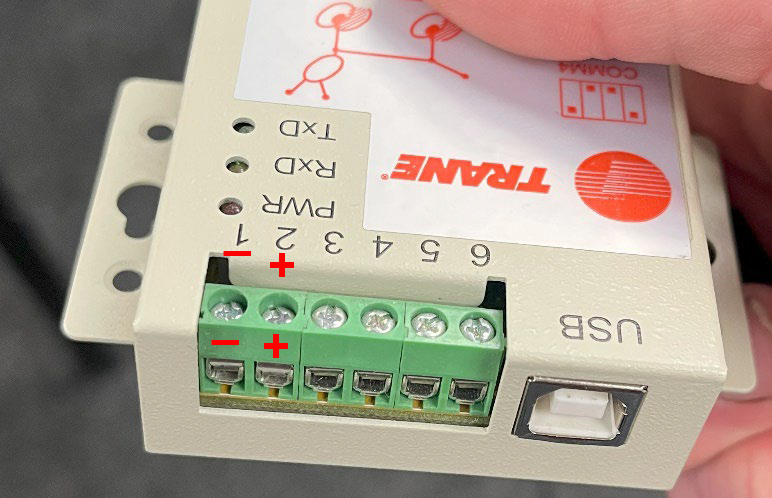 COMM4
TxD
RxD
TRANE®
PWR
1 2 3 4 5 6
− +
USB
− +